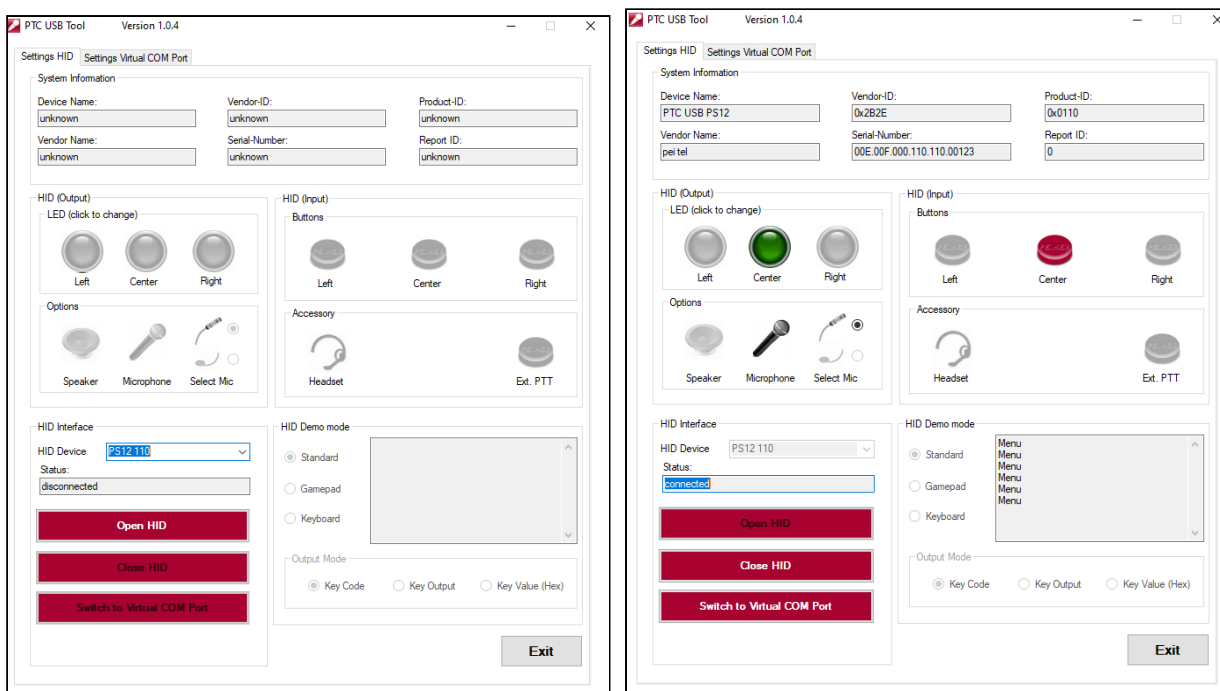 PTC USB Tool Version 1.0.4
Settings HID Settings Virtual COM Port
System Information
Device Name: Vendor-ID: Product-ID:
unknown unknown unknown
Vendor Name: Serial-Number: Report ID:
unknown unknown unknown
HID (Output) HID (Input)
LED (click to change) Buttons
Left Center Right Left Center Right
Options Accessory
Speaker Microphone Select Mic Headset Ext. PTT
HID Interface HID Demo mode
HID Device PS12 110 Standard
Status:
disconnected Gamepad
Open HID Keyboard
Close HID Output Mode
Key Code Key Output Key Value (Hex)
Switch to Virtual COM Port
Exit
PTC USB Tool Version 1.0.4
Settings HID Settings Virtual COM Port
System Information
Device Name: Vendor-ID: Product-ID:
PTC USB PS12 0x2B2E 0x0110
Vendor Name: Serial-Number: Report ID:
pei tel 00E.00F.000.110.110.00123 0
HID (Output) HID (Input)
LED (click to change) Buttons
Left Center Right Left Center Right
Options Accessory
Speaker Microphone Select Mic Headset Ext. PTT
HID Interface HID Demo mode
HID Device PS12 110 Standard Menu
Menu
Status: Menu
connected Gamepad Menu
Menu
Menu
Open HID Keyboard
Close HID Output Mode
Key Code Key Output Key Value (Hex)
Switch to Virtual COM Port
Exit